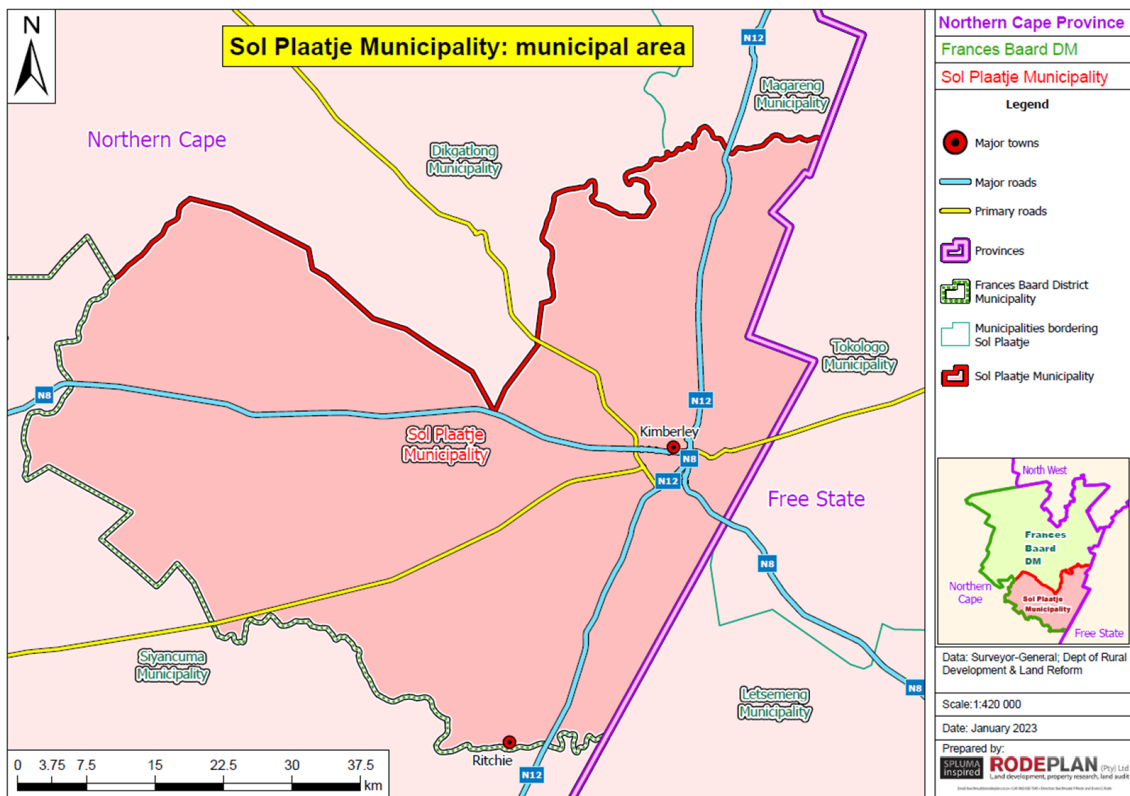 N
Sol Plaatje Municipality: municipal area
N12
Magareng
Municipality
Northern Cape
Dikgatlong
Municipality
Tokologo
Municipality
N8
N12
Kimberley
Sol Plaatje
Municipality
N8
N12
Free State
N8
Siyancuma
Municipality
Letsemeng
Municipality
N8
Ritchie
N12
0 3.75 7.5 15 22.5 30 37.5
km
Northern Cape Province
Frances Baard DM
Sol Plaatje Municipality
Legend
Major towns
Major roads
Primary roads
Provinces
Frances Baard District
Municipality
Municipalities bordering
Sol Plaatje
Sol Plaatje Municipality
North West
Frances
Baard
DM
Northern
Cape
Sol Plaatje
Municipality
Free State
Data: Surveyor-General; Dept of Rural
Development & Land Reform
Scale:1:420 000
Date: January 2023
Prepared by:
SPLUMA
inspired
RODEPLAN (Pty) Ltd
Land development, property research, land audit